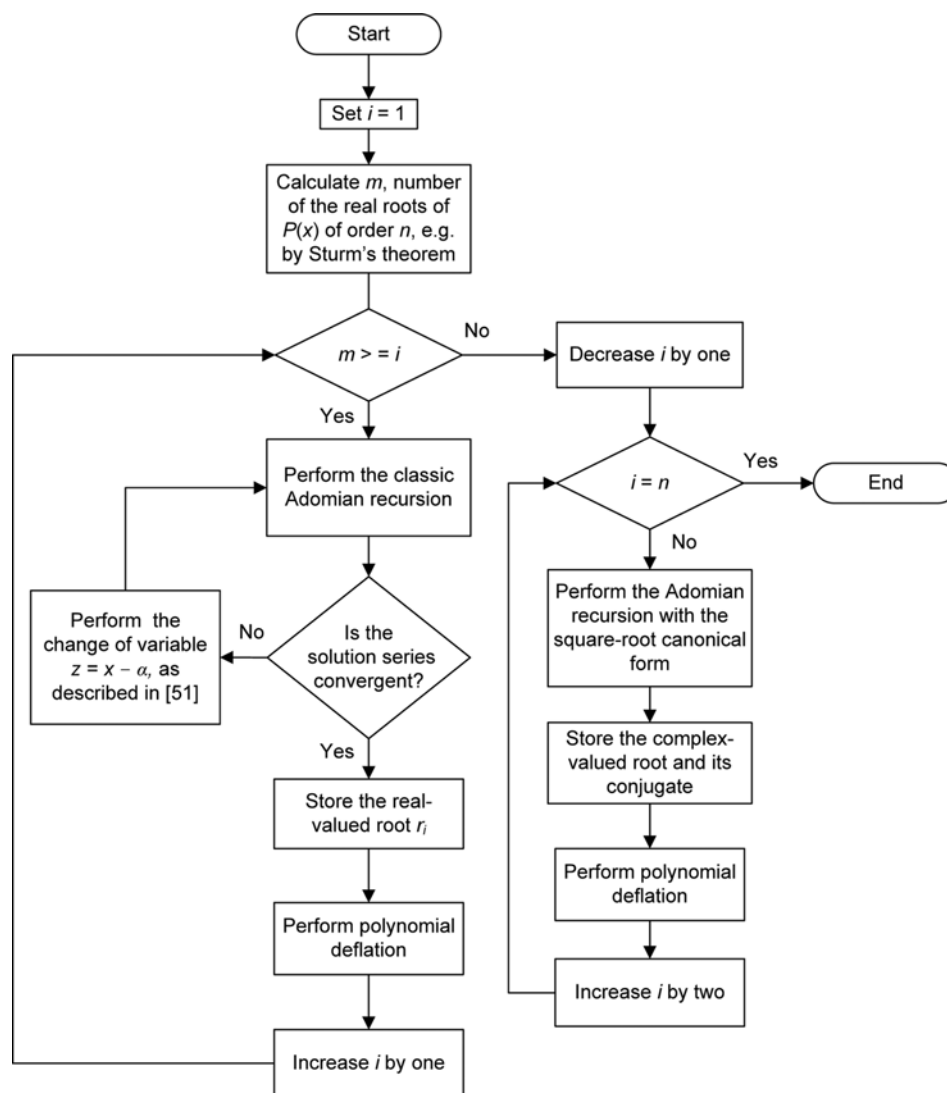 Start
Set i = 1
Calculate m, number
of the real roots of
P(x) of order n, e.g.
by Sturm's theorem
m > = i
No
Yes
Decrease i by one
i = n
Yes
End
No
Perform the classic
Adomian recursion
Is the
solution series
convergent?
No
Perform the
change of variable
z = x − α, as
described in [51]
Yes
Store the real-
valued root ri
Perform polynomial
deflation
Increase i by one
Perform the Adomian
recursion with the
square-root canonical
form
Store the complex-
valued root and its
conjugate
Perform polynomial
deflation
Increase i by two